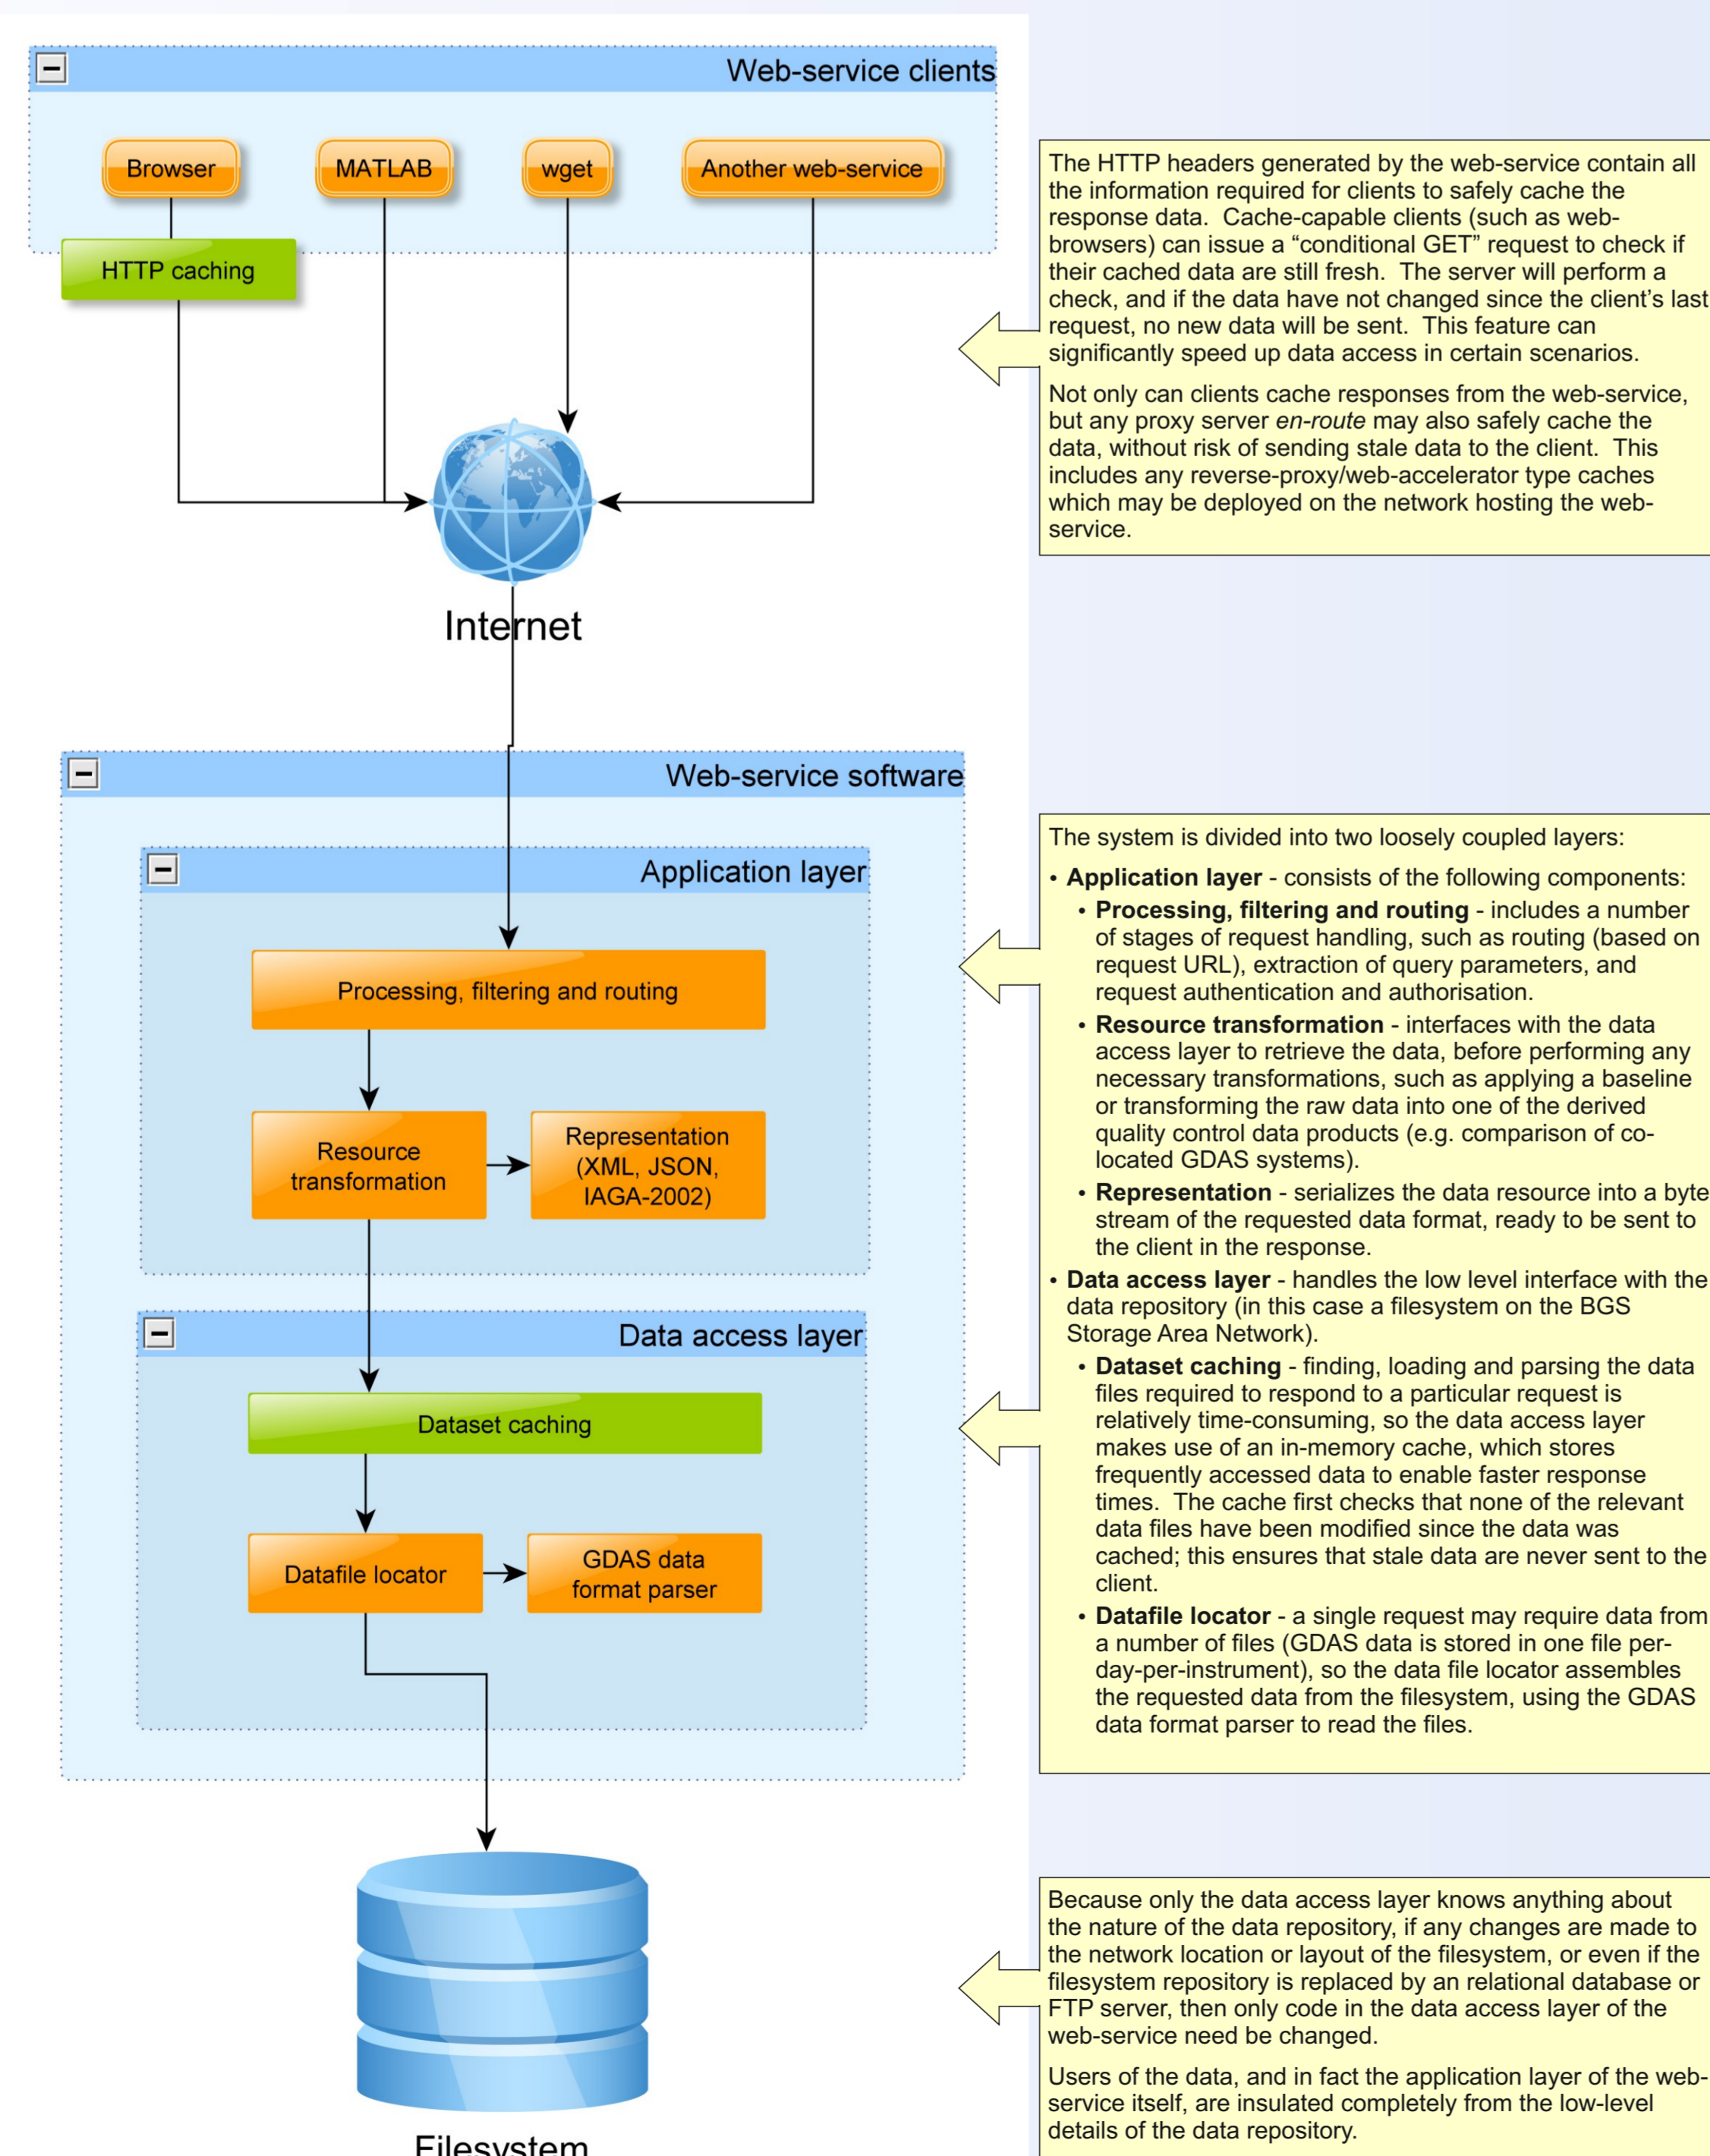 Web-service clients
Browser
MATLAB
wget
Another web-service
HTTP caching
Internet
The HTTP headers generated by the web-service contain all
the information required for clients to safely cache the
response data.  Cache-capable clients (such as web-
browsers) can issue a “conditional GET” request to check if
their cached data are still fresh.  The server will perform a
check, and if the data have not changed since the client’s last
request, no new data will be sent.  This feature can
significantly speed up data access in certain scenarios.
Not only can clients cache responses from the web-service,
but any proxy server en-route may also safely cache the
data, without risk of sending stale data to the client.  This
includes any reverse-proxy/web-accelerator type caches
which may be deployed on the network hosting the web-
service.
Web-service software
Application layer
Processing, filtering and routing
Resource
transformation
Representation
(XML, JSON,
IAGA-2002)
Data access layer
Dataset caching
Datafile locator
GDAS data
format parser
The system is divided into two loosely coupled layers:
• Application layer - consists of the following components:
• Processing, filtering and routing - includes a number
of stages of request handling, such as routing (based on
request URL), extraction of query parameters, and
request authentication and authorisation.
• Resource transformation - interfaces with the data
access layer to retrieve the data, before performing any
necessary transformations, such as applying a baseline
or transforming the raw data into one of the derived
quality control data products (e.g. comparison of co-
located GDAS systems).
• Representation - serializes the data resource into a byte
stream of the requested data format, ready to be sent to
the client in the response.
• Data access layer - handles the low level interface with the
data repository (in this case a filesystem on the BGS
Storage Area Network).
• Dataset caching - finding, loading and parsing the data
files required to respond to a particular request is
relatively time-consuming, so the data access layer
makes use of an in-memory cache, which stores
frequently accessed data to enable faster response
times.  The cache first checks that none of the relevant
data files have been modified since the data was
cached; this ensures that stale data are never sent to the
client.
• Datafile locator - a single request may require data from
a number of files (GDAS data is stored in one file per-
day-per-instrument), so the data file locator assembles
the requested data from the filesystem, using the GDAS
data format parser to read the files.
Filesystem
Because only the data access layer knows anything about
the nature of the data repository, if any changes are made to
the network location or layout of the filesystem, or even if the
filesystem repository is replaced by an relational database or
FTP server, then only code in the data access layer of the
web-service need be changed.
Users of the data, and in fact the application layer of the web-
service itself, are insulated completely from the low-level
details of the data repository.